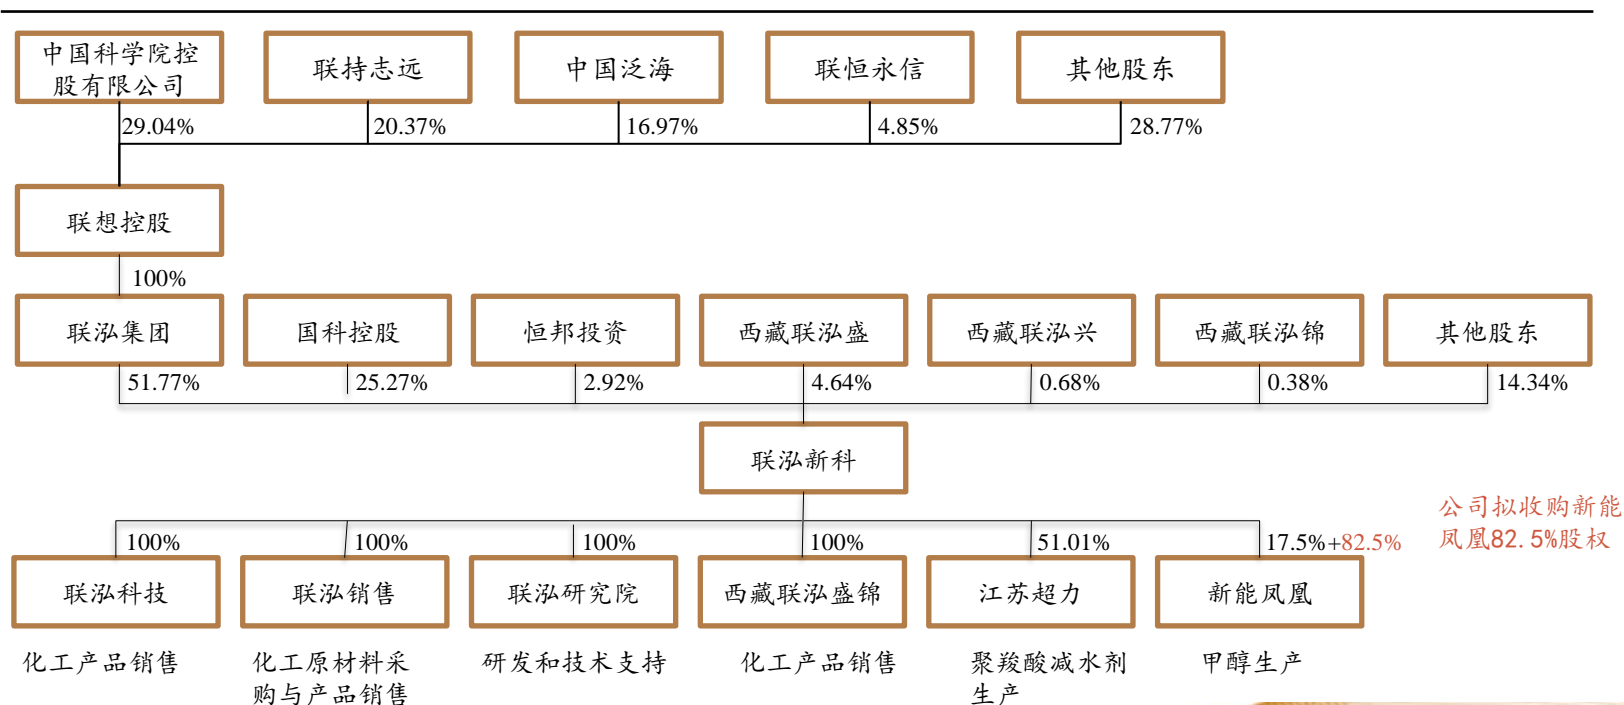 中国科学院控
股有限公司
联持志远
中国泛海
联恒永信
其他股东
29.04%
20.37%
16.97%
4.85%
28.77%
联想控股
100%
联泓集团
国科控股
恒邦投资
西藏联泓盛
西藏联泓兴
西藏联泓锦
其他股东
51.77%
25.27%
2.92%
4.64%
0.68%
0.38%
14.34%
联泓新科
公司拟收购新能
凤凰82.5%股权
100%
100%
100%
100%
51.01%
17.5%+82.5%
联泓科技
联泓销售
联泓研究院
西藏联泓盛锦
江苏超力
新能凤凰
化工产品销售
化工原材料采
购与产品销售
研发和技术支持
化工产品销售
聚羧酸减水剂
生产
甲醇生产